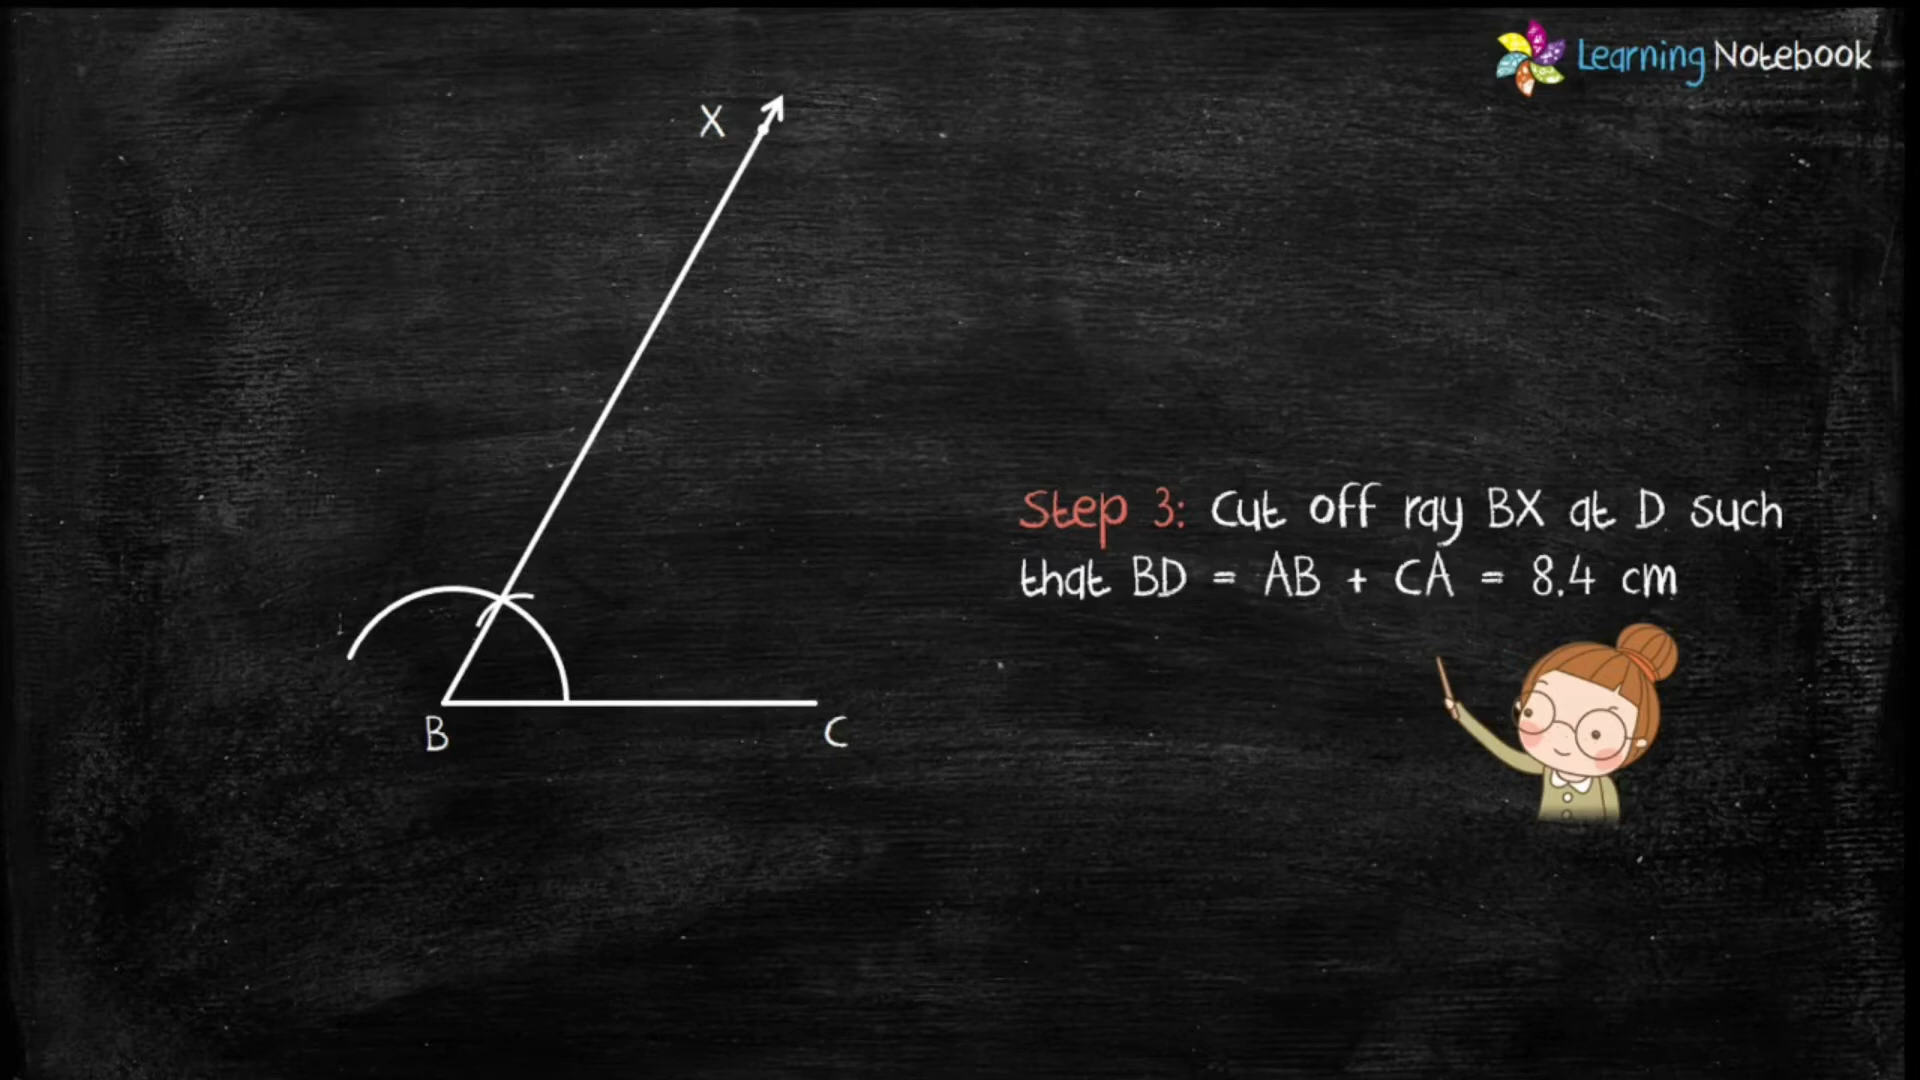 Learning Notebook
X
Step 3: Cut off ray BX at D such
that BD = AB + CA = 8.4 cm
B
C